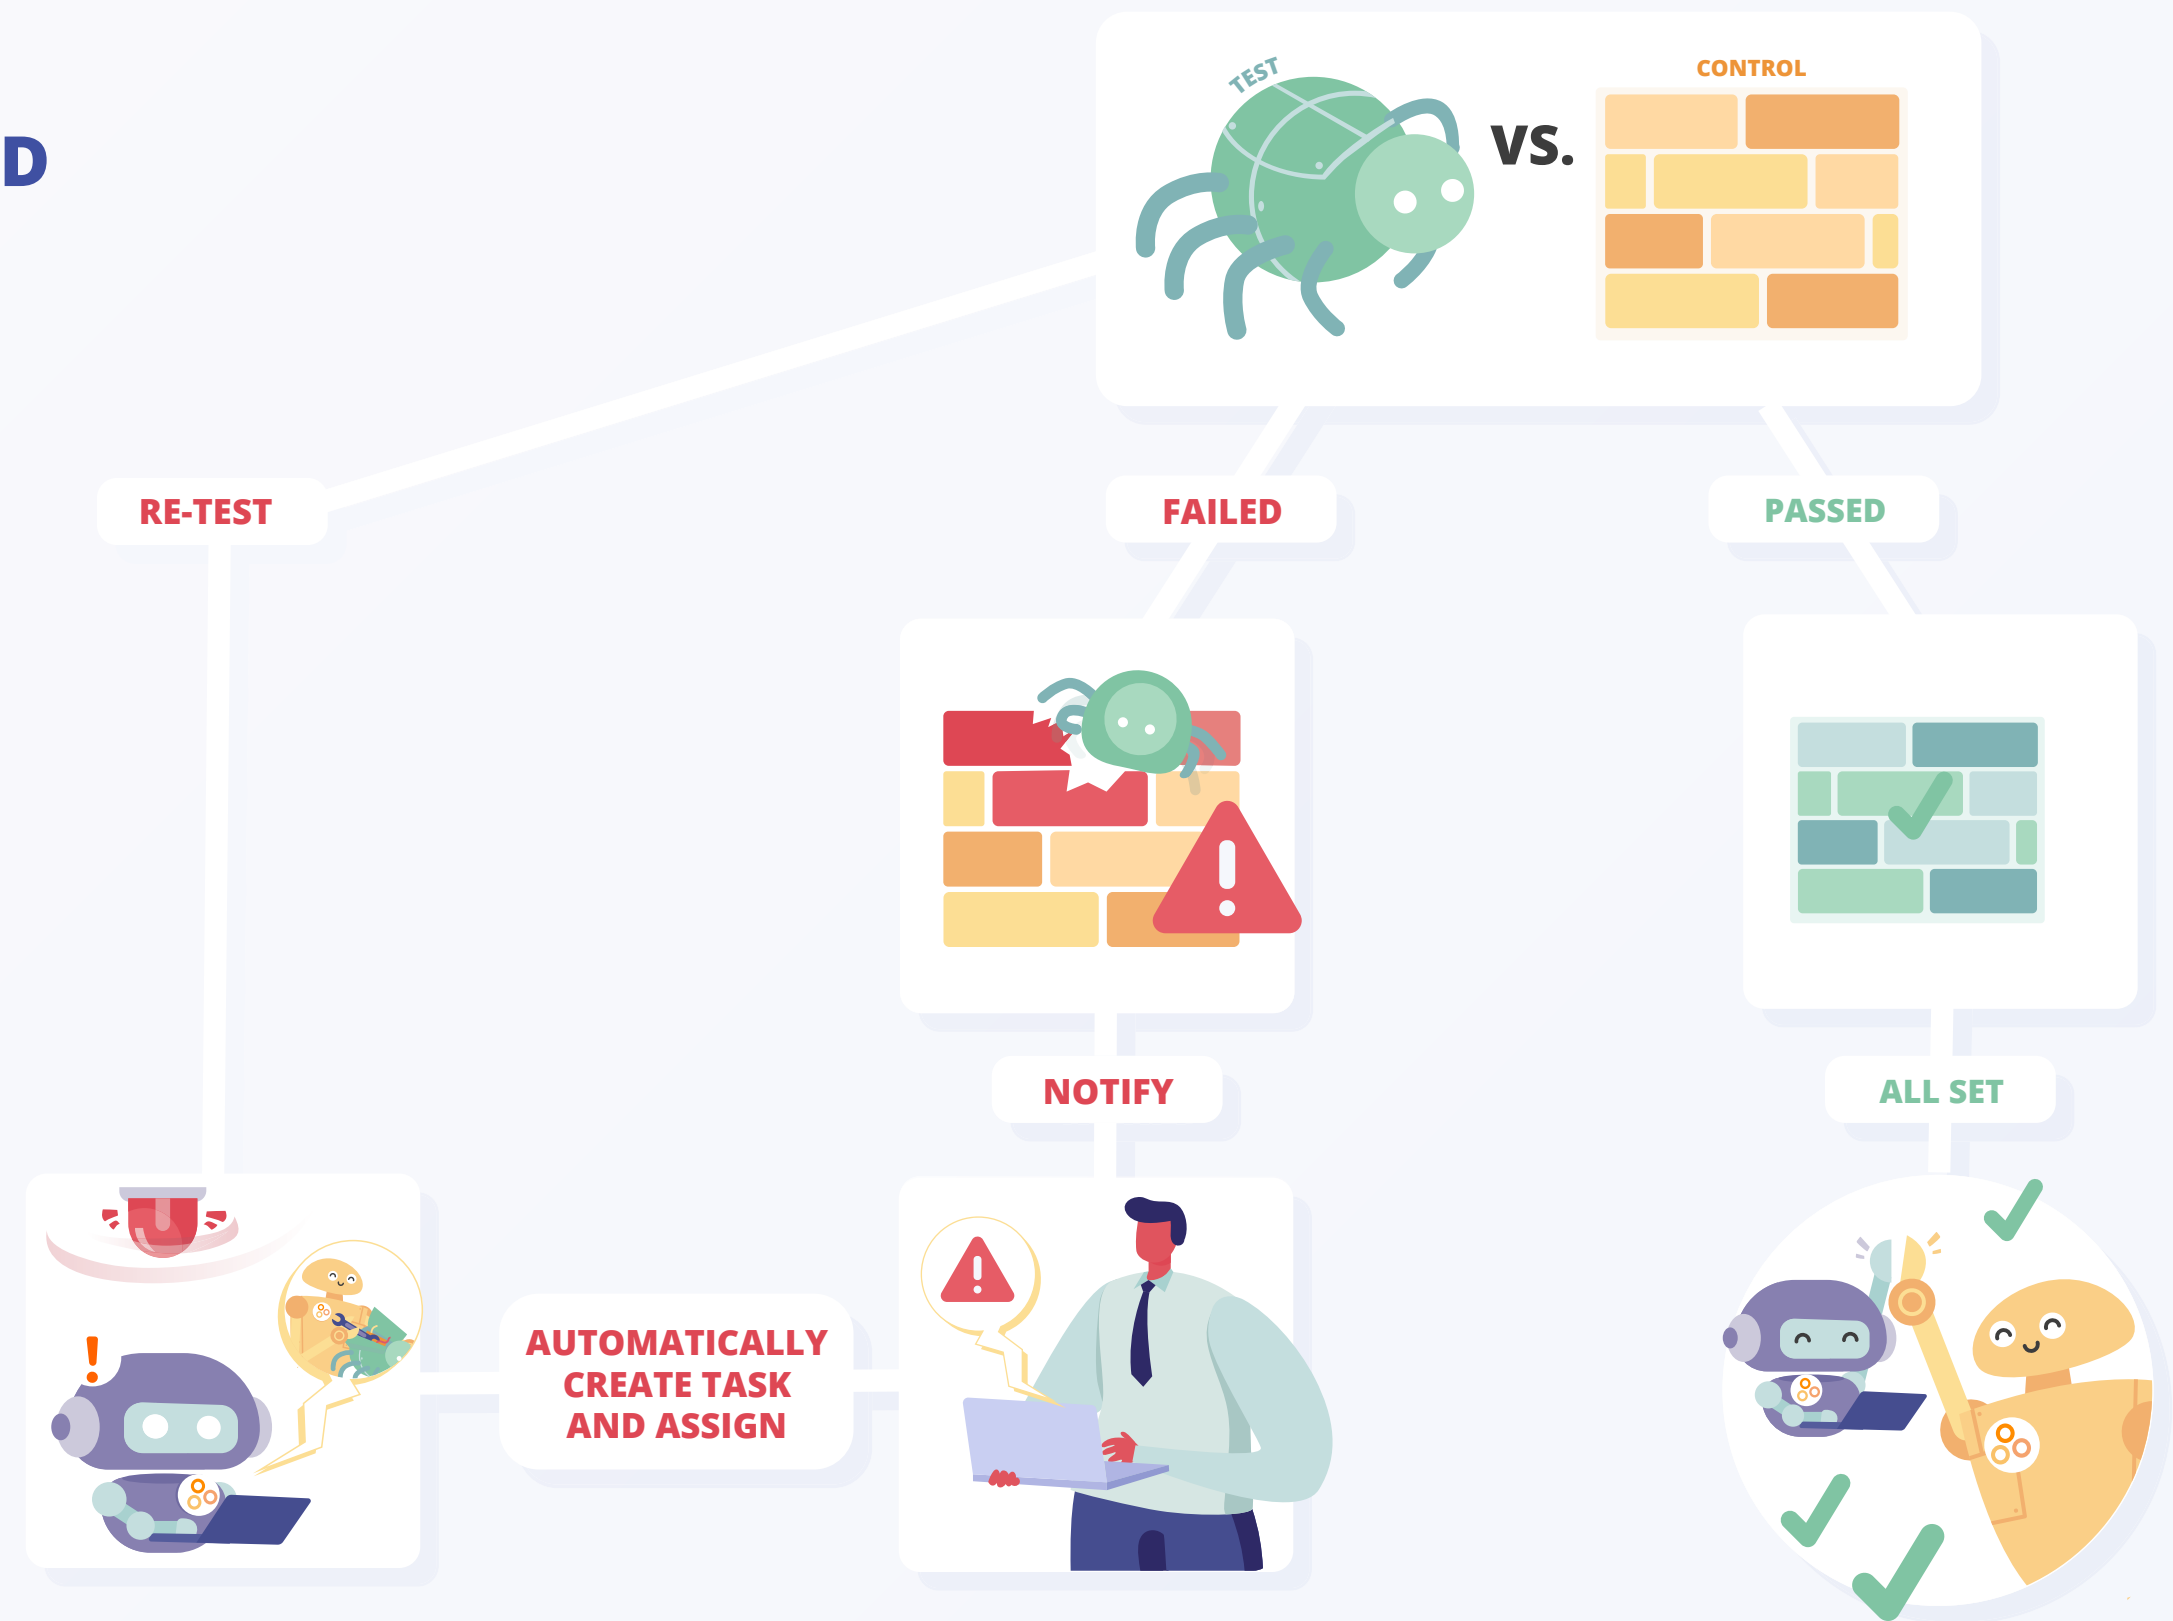 TEST
CONTROL
VS.
D
RE-TEST
FAILED
PASSED
NOTIFY
ALL SET
!
AUTOMATICALLY
CREATE TASK
AND ASSIGN